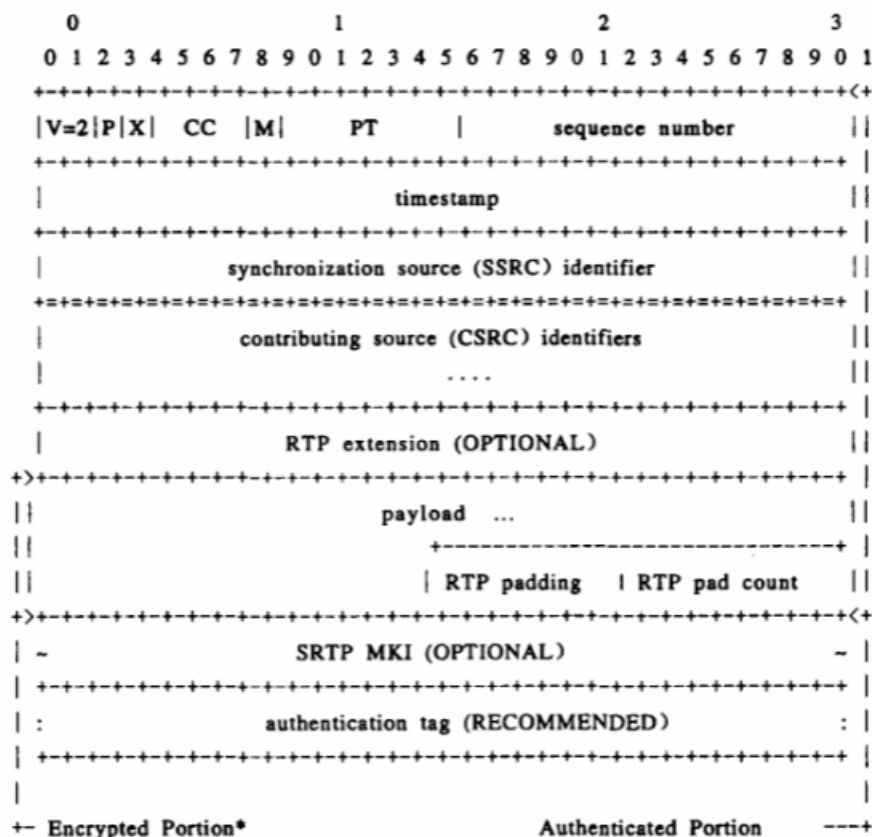 0 1 2 3
0 1 2 3 4 5 6 7 8 9 0 1 2 3 4 5 6 7 8 9 0 1 2 3 4 5 6 7 8 9 0 1
+-+-+-+-+-+-+-+-+-+-+-+-+-+-+-+-+-+-+-+-+-+-+-+-+-+-+-+-+-+-+-+-+<+
|V=2|P|X| CC |M| PT | sequence number ||
+-+-+-+-+-+-+-+-+-+-+-+-+-+-+-+-+-+-+-+-+-+-+-+-+-+-+-+-+-+-+-+-+ |
| timestamp ||
+-+-+-+-+-+-+-+-+-+-+-+-+-+-+-+-+-+-+-+-+-+-+-+-+-+-+-+-+-+-+-+-+ |
| synchronization source (SSRC) identifier ||
+=+=+=+=+=+=+=+=+=+=+=+=+=+=+=+=+=+=+=+=+=+=+=+=+=+=+=+=+=+=+=+=+ |
| contributing source (CSRC) identifiers ||
| .... ||
+-+-+-+-+-+-+-+-+-+-+-+-+-+-+-+-+-+-+-+-+-+-+-+-+-+-+-+-+-+-+-+-+ |
| RTP extension (OPTIONAL) ||
+>+-+-+-+-+-+-+-+-+-+-+-+-+-+-+-+-+-+-+-+-+-+-+-+-+-+-+-+-+-+-+-+-+ |
|| payload ... ||
|| +-------------------------------+ |
|| | RTP padding | RTP pad count ||
+>+-+-+-+-+-+-+-+-+-+-+-+-+-+-+-+-+-+-+-+-+-+-+-+-+-+-+-+-+-+-+-+-+<+
| ~ SRTP MKI (OPTIONAL) ~ |
| +-+-+-+-+-+-+-+-+-+-+-+-+-+-+-+-+-+-+-+-+-+-+-+-+-+-+-+-+-+-+-+-+ |
| : authentication tag (RECOMMENDED) : |
| +-+-+-+-+-+-+-+-+-+-+-+-+-+-+-+-+-+-+-+-+-+-+-+-+-+-+-+-+-+-+-+-+ |
| |
+- Encrypted Portion* Authenticated Portion ---+